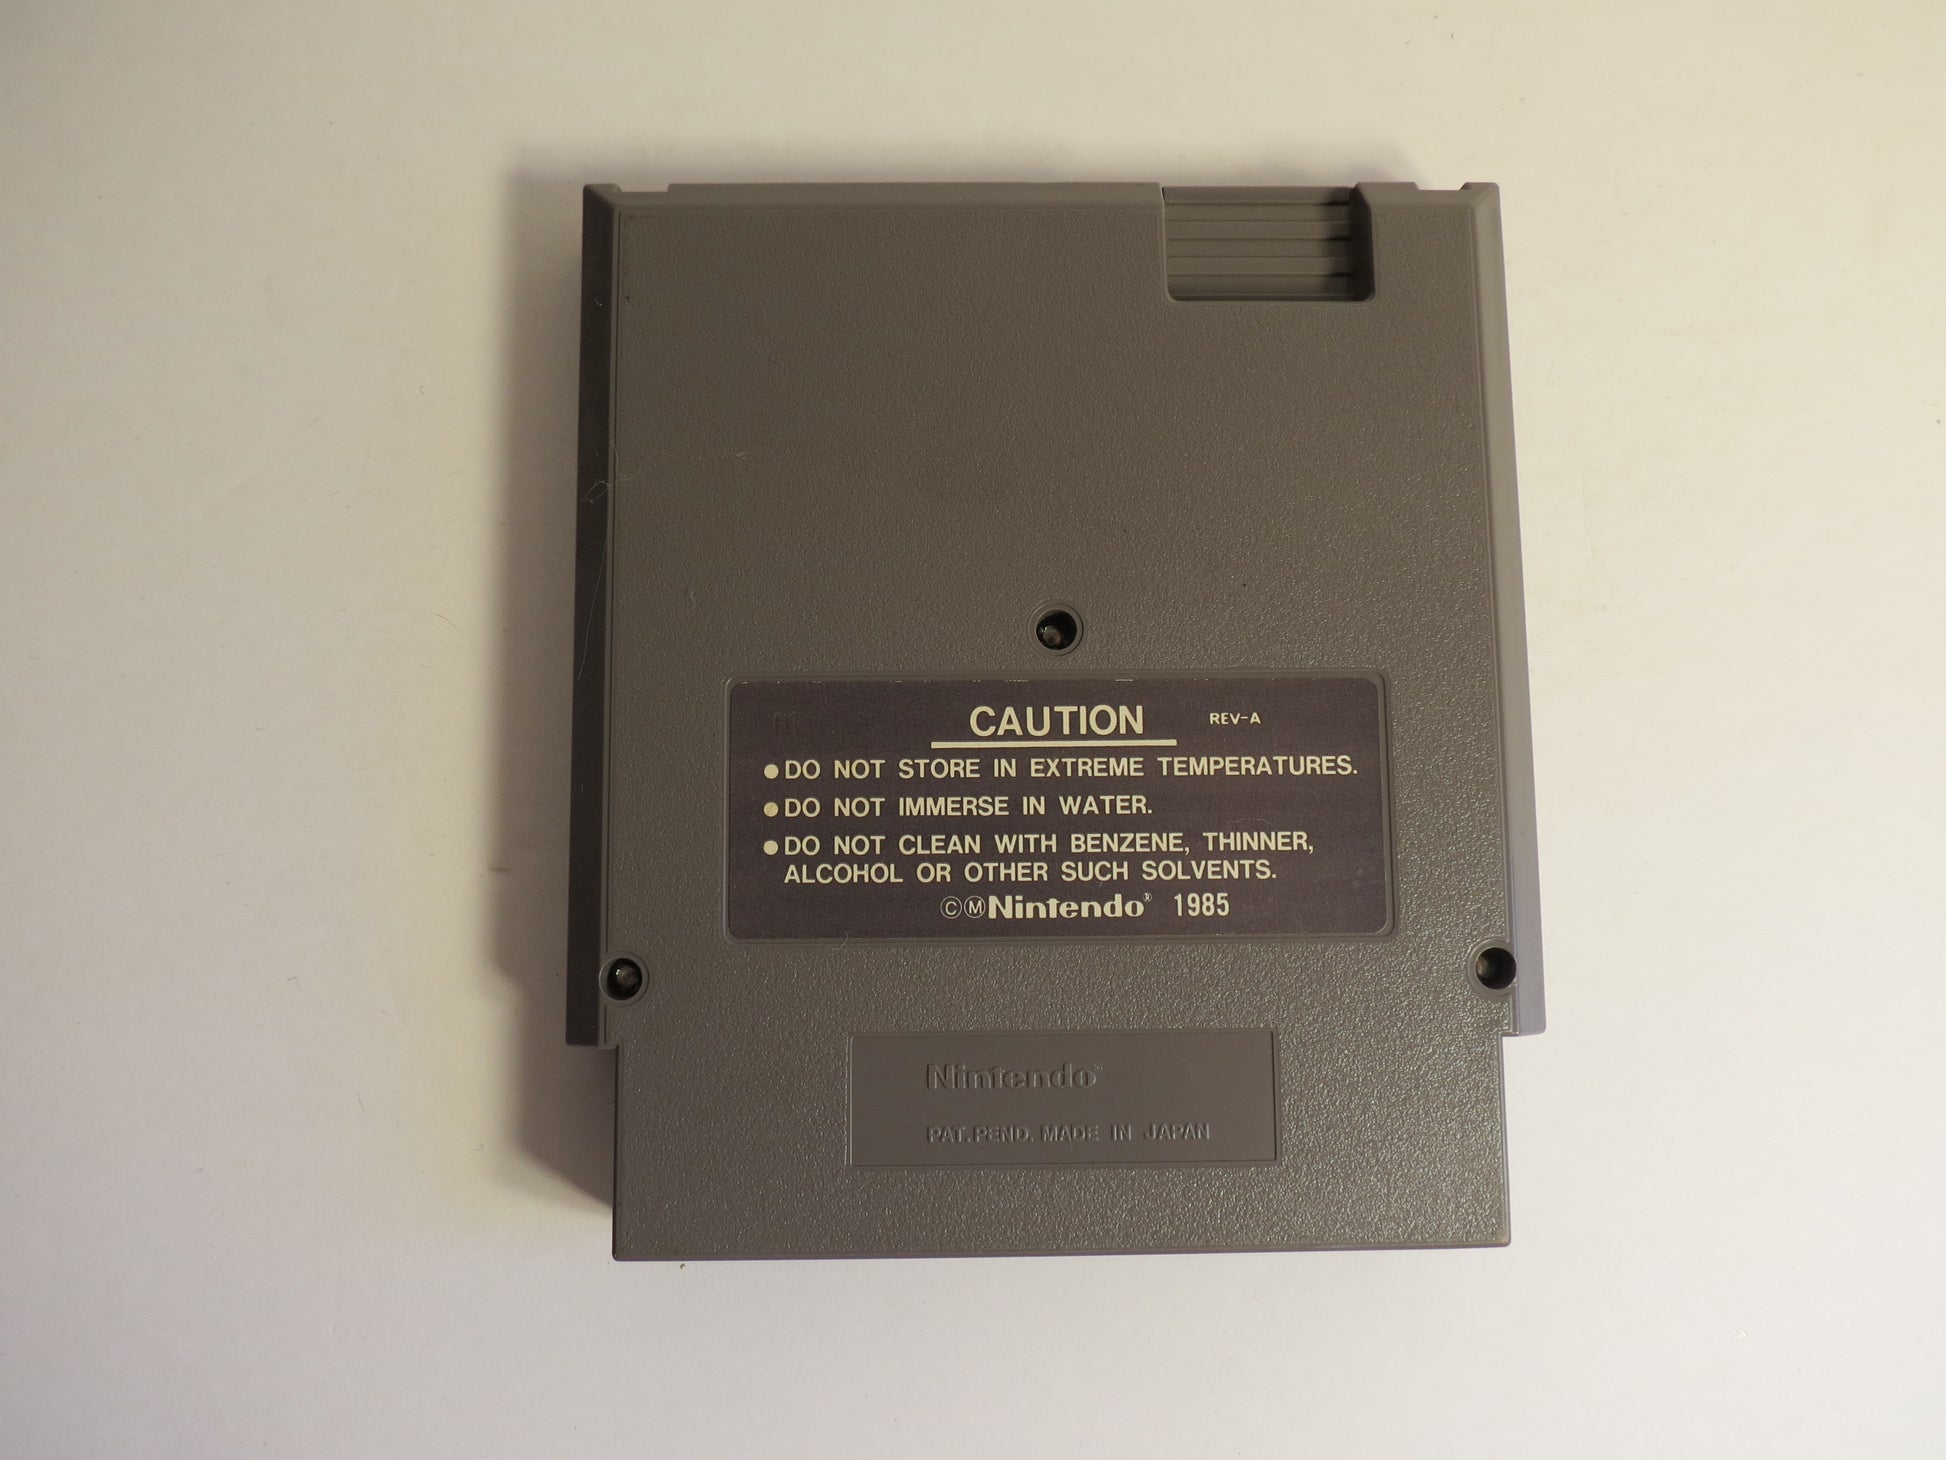 CAUTION REV-A
●DO NOT STORE IN EXTREME TEMPERATURES.
●DO NOT IMMERSE IN WATER.
●DO NOT CLEAN WITH BENZENE, THINNER,
ALCOHOL OR OTHER SUCH SOLVENTS.
©ⓂNintendo® 1985
Nintendo®
PAT. PEND. MADE IN JAPAN